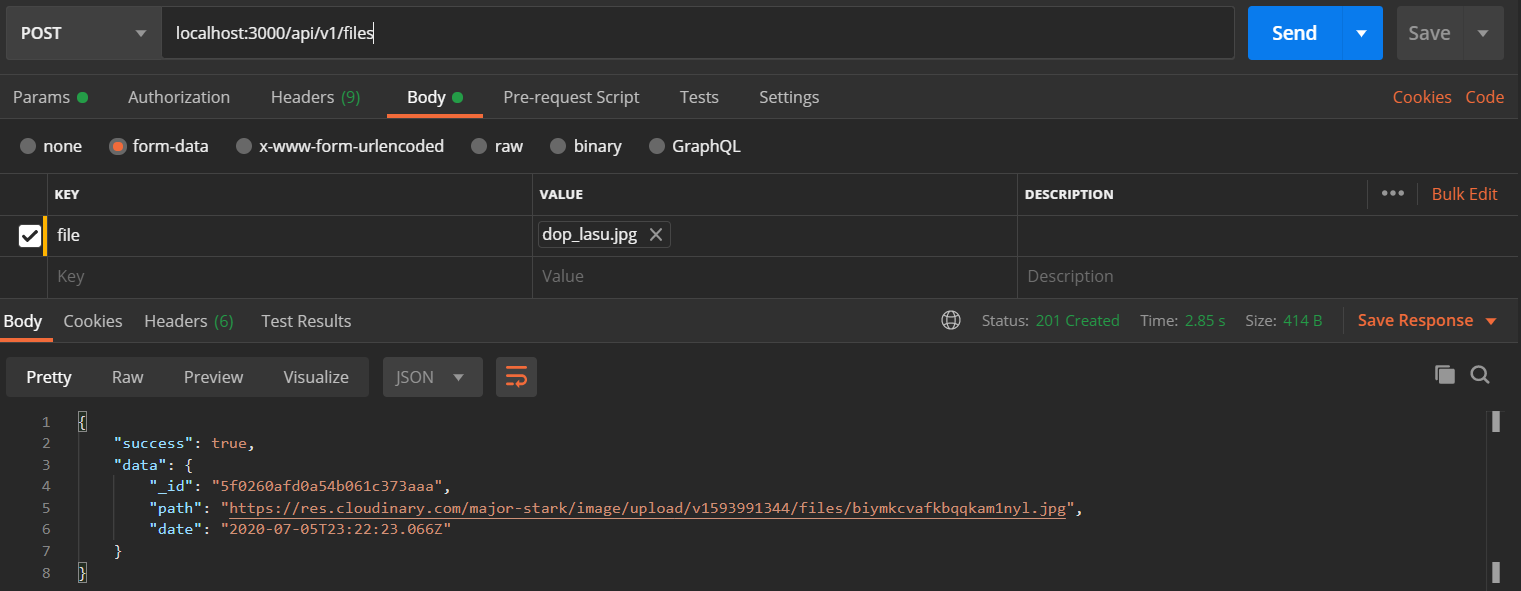 POST localhost:3000/api/v1/files Send Save
Params Authorization Headers (9) Body Pre-request Script Tests Settings Cookies Code
none form-data x-www-form-urlencoded raw binary GraphQL
KEY VALUE DESCRIPTION ••• Bulk Edit
file dop_lasu.jpg
Key Value Description
Body Cookies Headers (6) Test Results Status: 201 Created Time: 2.85 s Size: 414 B Save Response
Pretty Raw Preview Visualize JSON
1 {
2 "success": true,
3 "data": {
4 "_id": "5f0260afd0a54b061c373aaa",
5 "path": "https://res.cloudinary.com/major-stark/image/upload/v1593991344/files/biymkcvafkbqqkam1nyl.jpg",
6 "date": "2020-07-05T23:22:23.066Z"
7 }
8 }